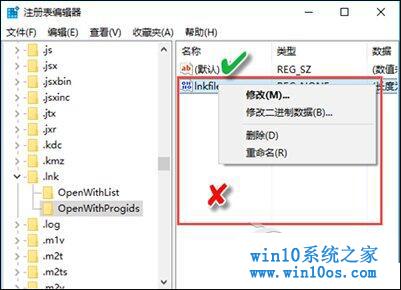 注册表编辑器
文件(F) 编辑(E) 查看(V) 收藏夹(A) 帮助(H)
.js
.jsx
.jsxbin
.jsxinc
.jtx
.jxr
.kdc
.kmz
.lnk
OpenWithList
OpenWithProgids
.log
.m1v
.m2t
.m2ts
.m2v
名称 类型 数据
(默认) REG_SZ (数值
lnkfile REG_NONE (长度
修改(M)...
修改二进制数据(B)...
删除(D)
重命名(R)
win10系统之家
www.win10os.com